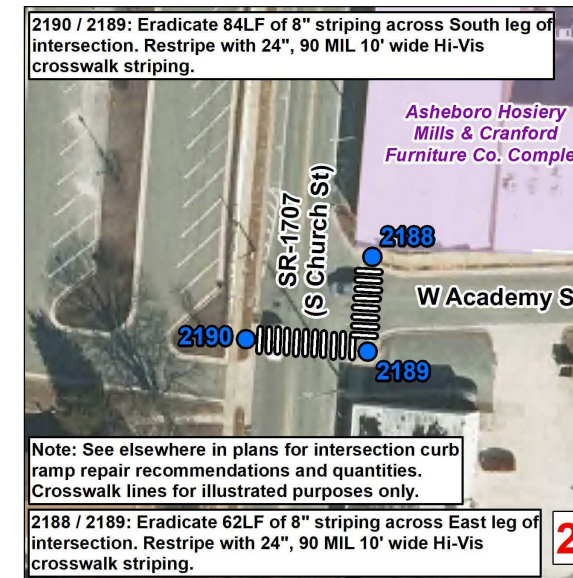 2190 / 2189: Eradicate 84LF of 8" striping across South leg of
intersection. Restripe with 24", 90 MIL 10' wide Hi-Vis
crosswalk striping.
Asheboro Hosiery
Mills & Cranford
Furniture Co. Comple
SR-1707
(S Church St)
2188
W Academy S
2190
2189
Note: See elsewhere in plans for intersection curb
ramp repair recommendations and quantities.
Crosswalk lines for illustrated purposes only.
2188 / 2189: Eradicate 62LF of 8" striping across East leg of
intersection. Restripe with 24", 90 MIL 10' wide Hi-Vis
crosswalk striping.
2